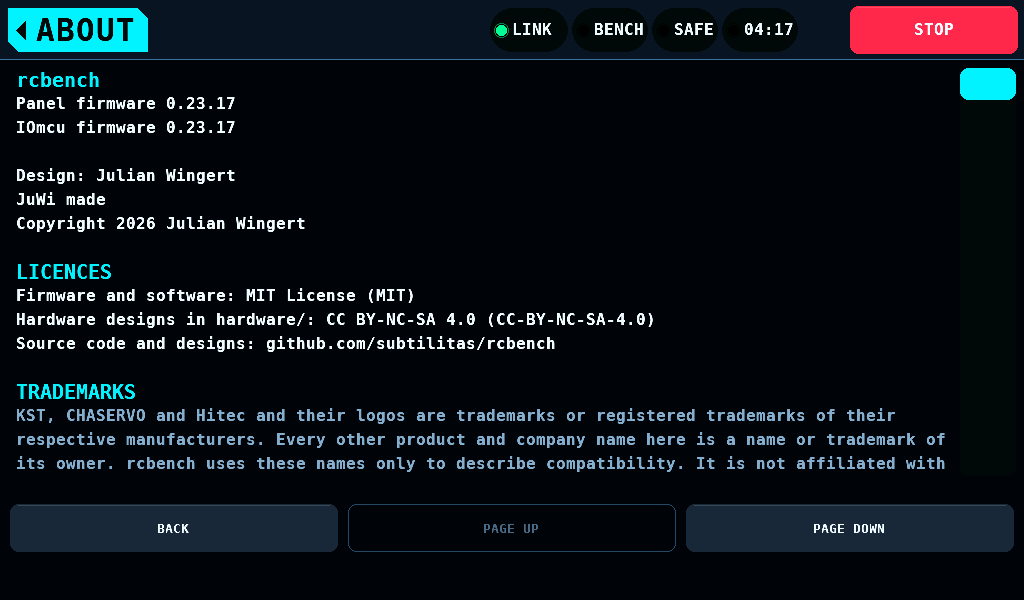 ABOUT
LINK
BENCH
SAFE
04:17
STOP
rcbench
Panel firmware 0.23.17
IOmcu firmware 0.23.17
Design: Julian Wingert
JuWi made
Copyright 2026 Julian Wingert
LICENCES
Firmware and software: MIT License (MIT)
Hardware designs in hardware/: CC BY-NC-SA 4.0 (CC-BY-NC-SA-4.0)
Source code and designs: github.com/subtilitas/rcbench
TRADEMARKS
KST, CHASERVO and Hitec and their logos are trademarks or registered trademarks of their
respective manufacturers. Every other product and company name here is a name or trademark of
its owner. rcbench uses these names only to describe compatibility. It is not affiliated with
BACK
PAGE UP
PAGE DOWN